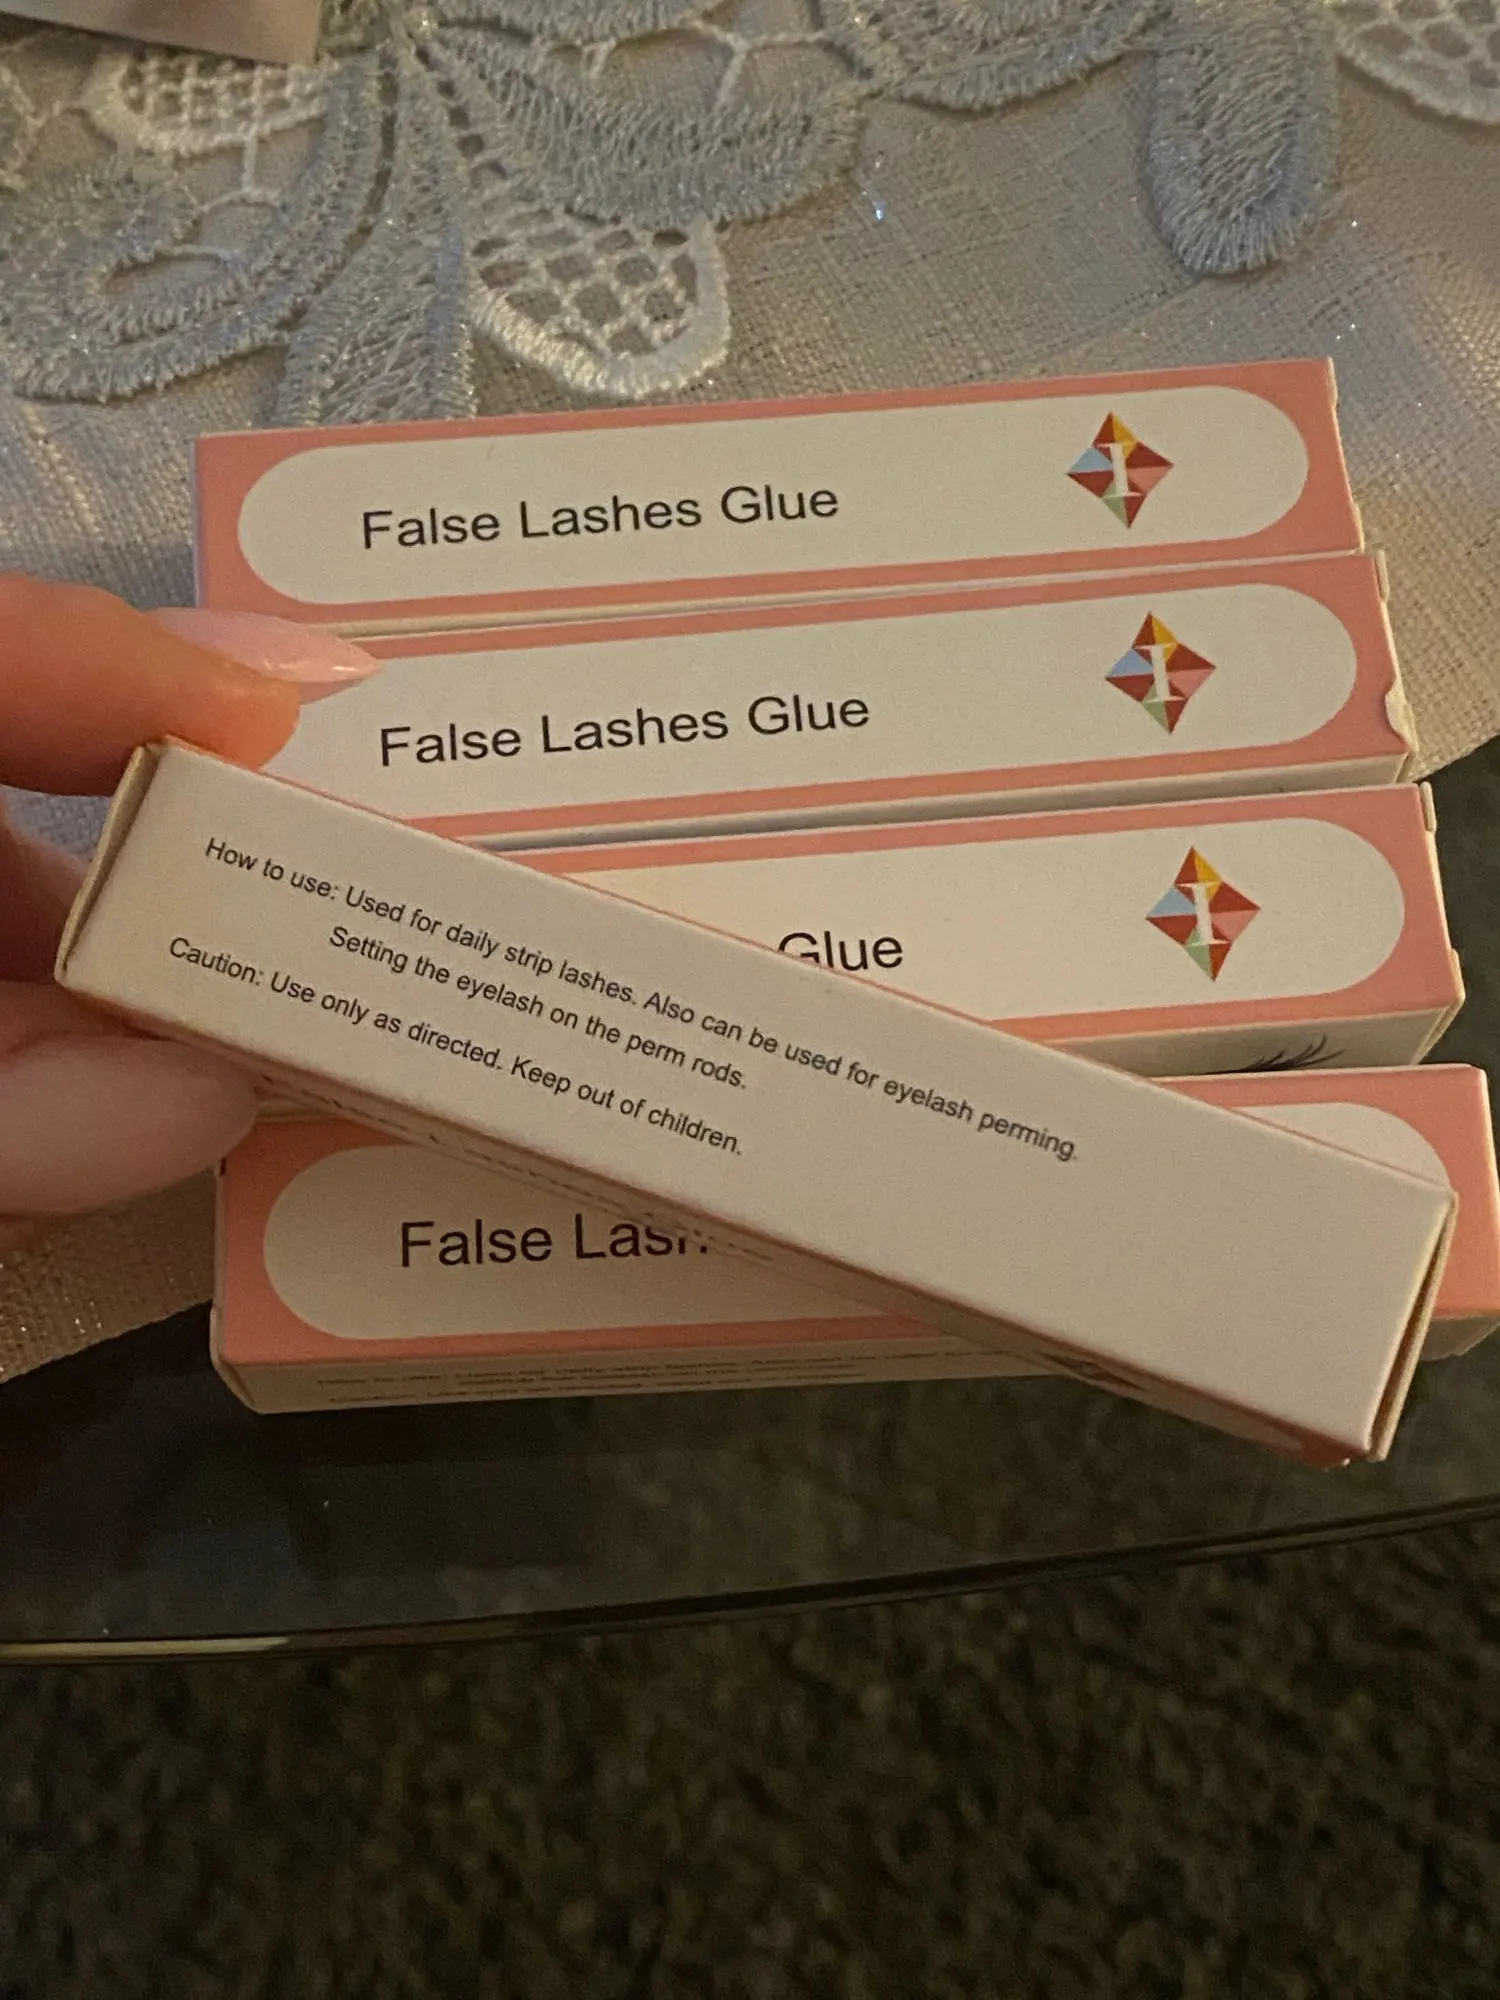 False Lashes Glue
I
False Lashes Glue
I
Glue
I
How to use: Used for daily strip lashes. Also can be used for eyelash perming.
Setting the eyelash on the perm rods.
Caution: Use only as directed. Keep out of children.
False Lash